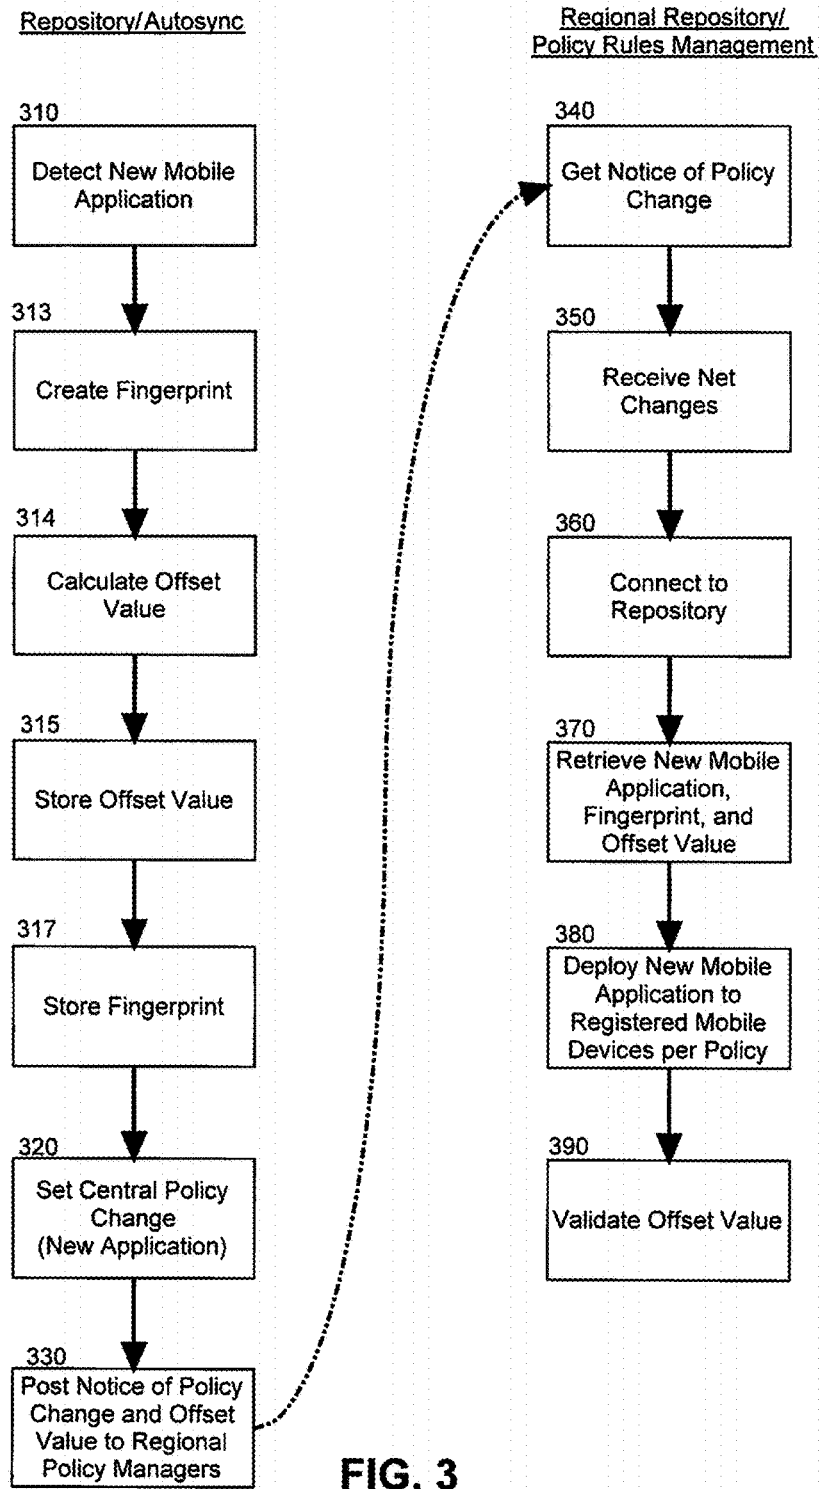 Repository/Autosync
310
Detect New Mobile
Application
313
Create Fingerprint
314
Calculate Offset
Value
315
Store Offset Value
317
Store Fingerprint
320
Set Central Policy
Change
(New Application)
330
Post Notice of Policy
Change and Offset
Value to Regional
Policy Managers
Regional Repository/
Policy Rules Management
340
Get Notice of Policy
Change
350
Receive Net
Changes
360
Connect to
Repository
370
Retrieve New Mobile
Application,
Fingerprint, and
Offset Value
380
Deploy New Mobile
Application to
Registered Mobile
Devices per Policy
390
Validate Offset Value
FIG. 3